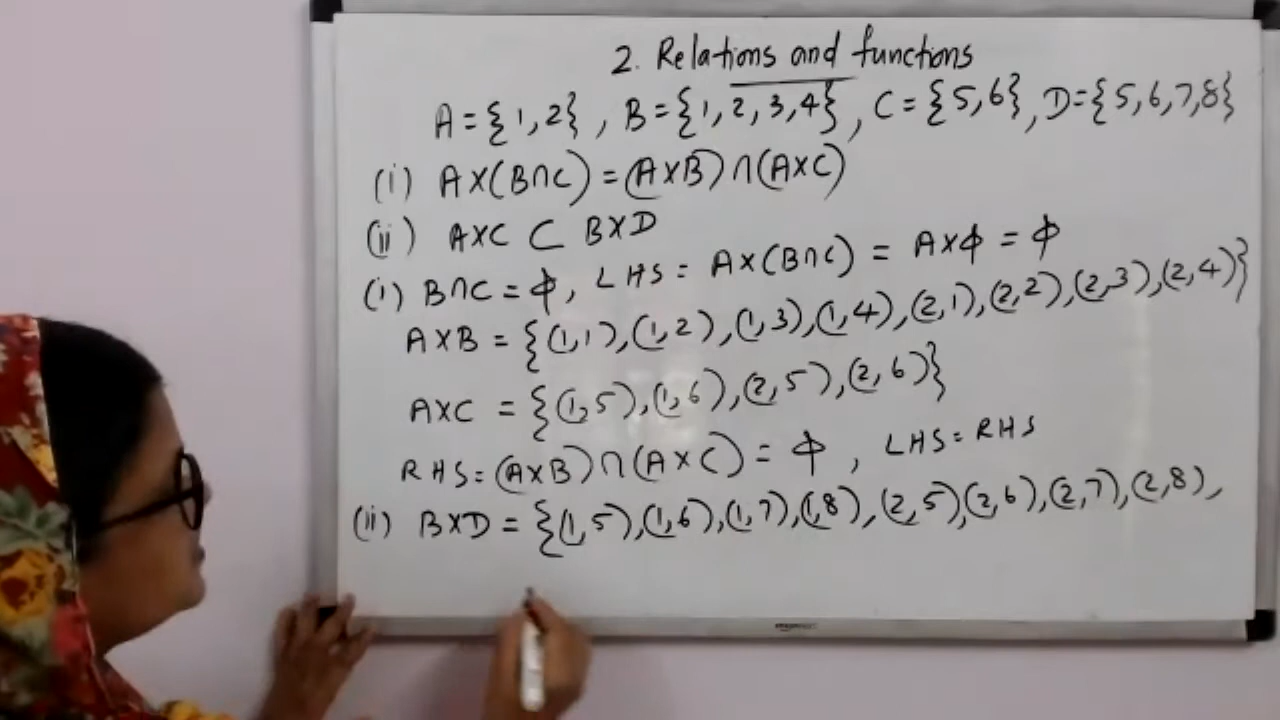 2. Relations and functions
A = {1,2}, B = {1,2,3,4}, C = {5,6}, D = {5,6,7,8}
(i) A×(B∩C) = (A×B)∩(A×C)
(ii) A×C ⊂ B×D
(i) B∩C = ϕ, LHS = A×(B∩C) = A×ϕ = ϕ
A×B = {(1,1),(1,2),(1,3),(1,4),(2,1),(2,2),(2,3),(2,4)}
A×C = {(1,5),(1,6),(2,5),(2,6)}
RHS = (A×B)∩(A×C) = ϕ, LHS = RHS
(ii) B×D = {(1,5),(1,6),(1,7),(1,8),(2,5),(2,6),(2,7),(2,8),